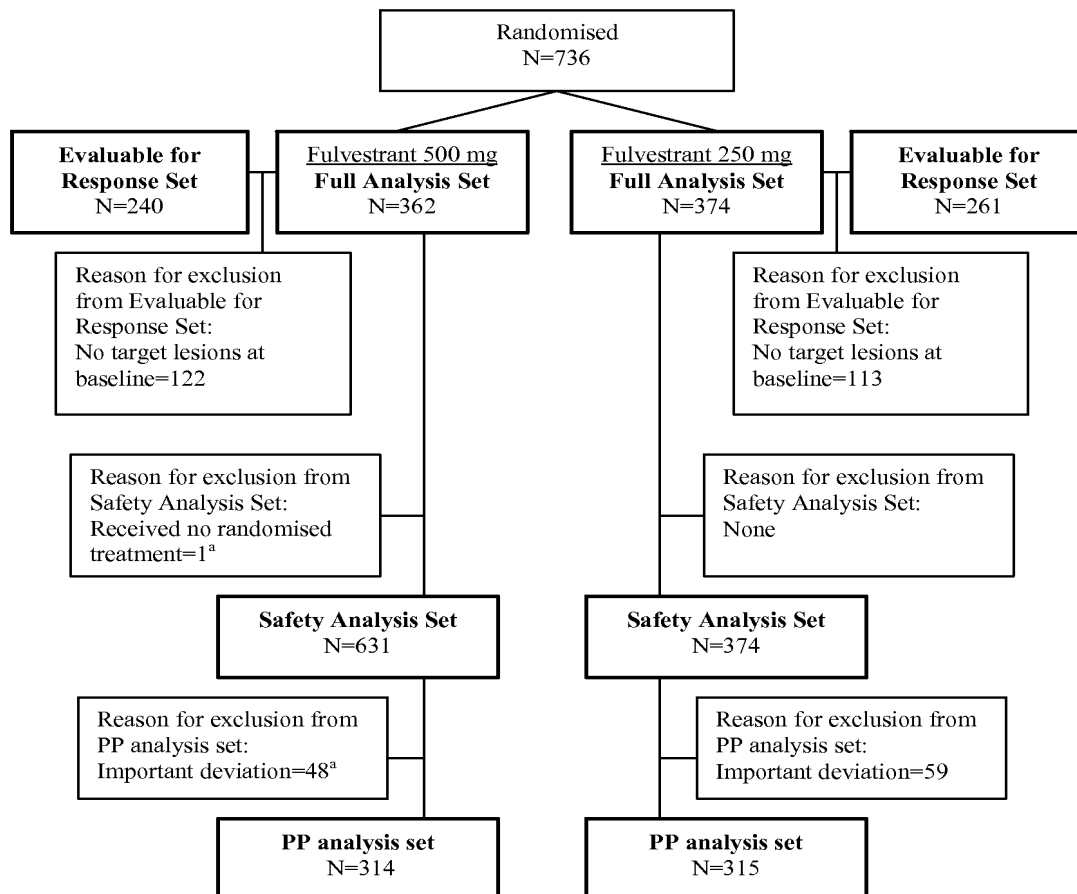 Randomised
N=736
Evaluable for
Response Set
N=240
Fulvestrant 500 mg
Full Analysis Set
N=362
Fulvestrant 250 mg
Full Analysis Set
N=374
Evaluable for
Response Set
N=261
Reason for exclusion
from Evaluable for
Response Set:
No target lesions at
baseline=122
Reason for exclusion
from Evaluable for
Response Set:
No target lesions at
baseline=113
Reason for exclusion from
Safety Analysis Set:
Received no randomised
treatment=1ᵃ
Reason for exclusion from
Safety Analysis Set:
None
Safety Analysis Set
N=631
Safety Analysis Set
N=374
Reason for exclusion from
PP analysis set:
Important deviation=48ᵃ
Reason for exclusion from
PP analysis set:
Important deviation=59
PP analysis set
N=314
PP analysis set
N=315